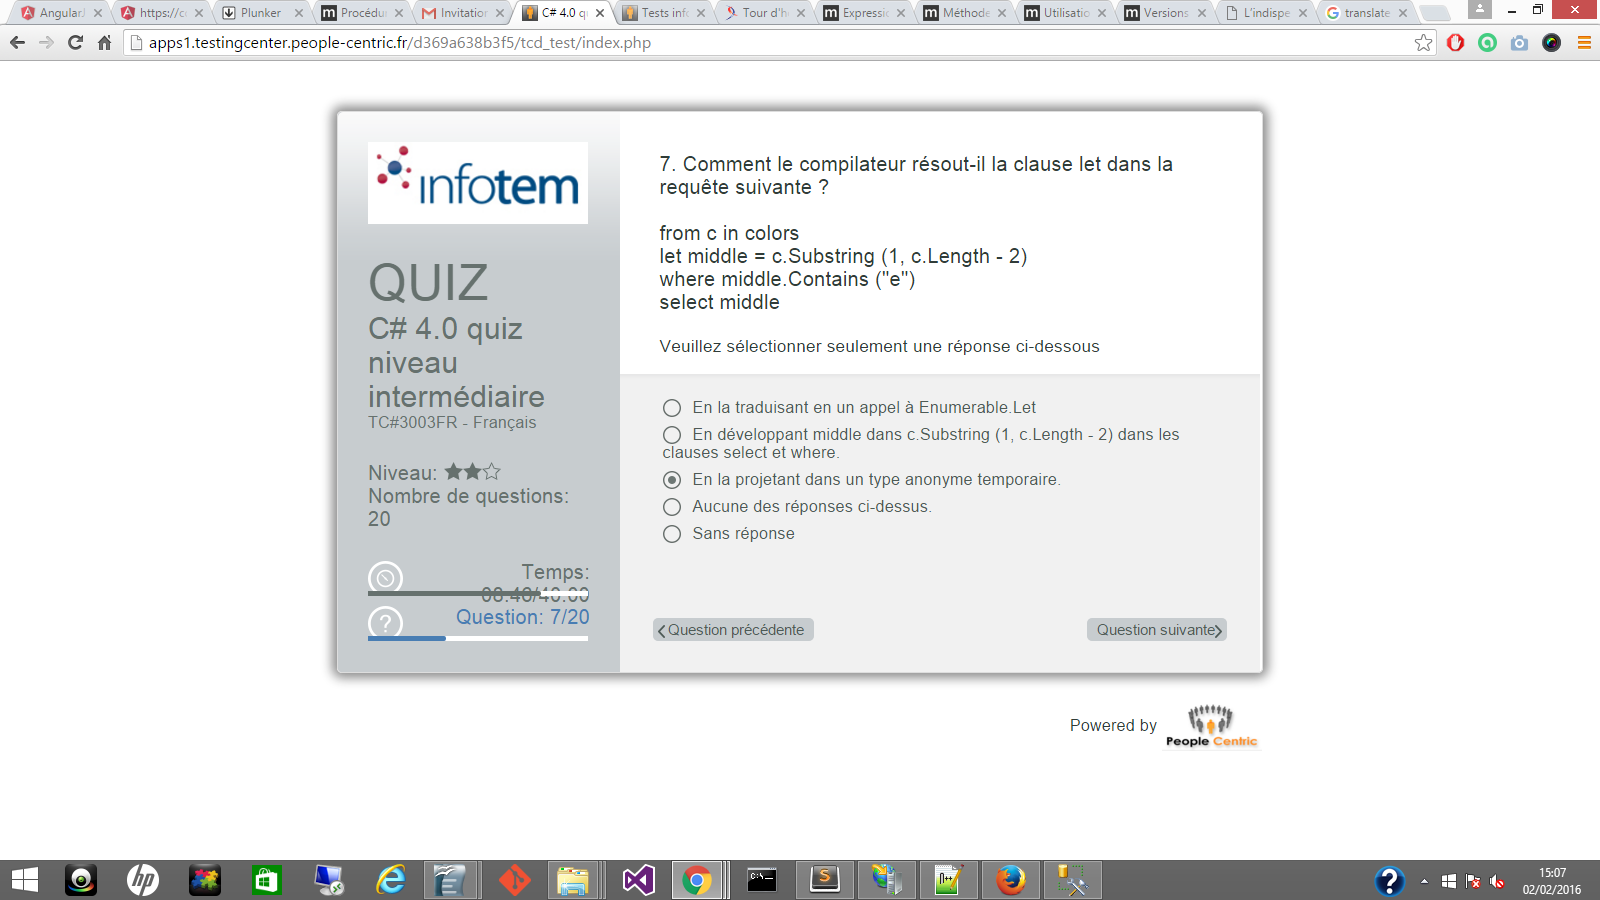 AngularJ
https://c
Plunker
Procédu
Invitation
C# 4.0 q
Tests inf
Tour d'h
Expressi
Méthode
Utilisatio
Versions
L'indispe
translate
apps1.testingcenter.people-centric.fr/d369a638b3f5/tcd_test/index.php
infotem
QUIZ
C# 4.0 quiz
niveau
intermédiaire
TC#3003FR - Français
Niveau:
Nombre de questions:
20
Temps:
Question: 7/20
7. Comment le compilateur résout-il la clause let dans la
requête suivante ?
from c in colors
let middle = c.Substring (1, c.Length - 2)
where middle.Contains ("e")
select middle
Veuillez sélectionner seulement une réponse ci-dessous
En la traduisant en un appel à Enumerable.Let
En développant middle dans c.Substring (1, c.Length - 2) dans les
clauses select et where.
En la projetant dans un type anonyme temporaire.
Aucune des réponses ci-dessus.
Sans réponse
Question précédente
Question suivante
Powered by
People Centric
15:07
02/02/2016